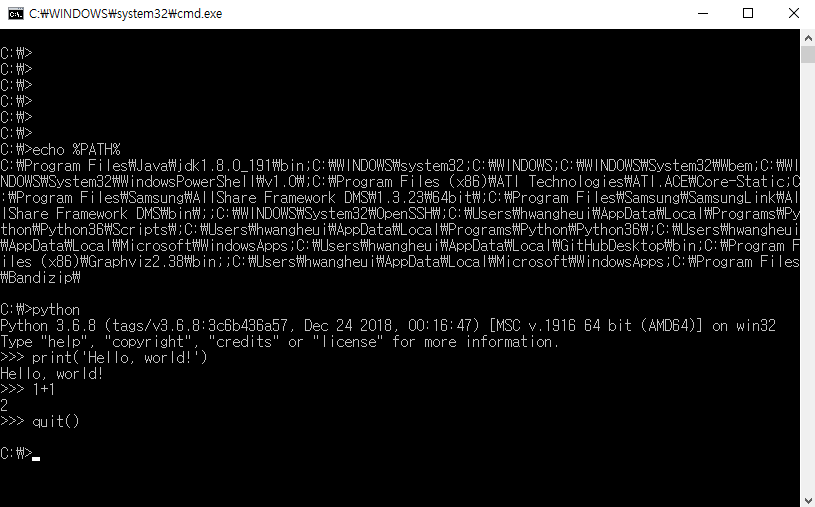 C:₩WINDOWS₩system32₩cmd.exe
C:₩>
C:₩>
C:₩>
C:₩>
C:₩>
C:₩>
C:₩>echo %PATH%
C:₩Program Files₩Java₩jdk1.8.0_191₩bin;C:₩WINDOWS₩system32;C:₩WINDOWS;C:₩WINDOWS₩System32₩Wbem;C:₩WI
NDOWS₩System32₩WindowsPowerShell₩v1.0₩;C:₩Program Files (x86)₩ATI Technologies₩ATI.ACE₩Core-Static;C
:₩Program Files₩Samsung₩AllShare Framework DMS₩1.3.23₩64bit₩;C:₩Program Files₩Samsung₩SamsungLink₩Al
lShare Framework DMS₩bin₩;;C:₩WINDOWS₩System32₩OpenSSH₩;C:₩Users₩hwangheui₩AppData₩Local₩Programs₩Py
thon₩Python36₩Scripts₩;C:₩Users₩hwangheui₩AppData₩Local₩Programs₩Python₩Python36₩;C:₩Users₩hwangheui
₩AppData₩Local₩Microsoft₩WindowsApps;C:₩Users₩hwangheui₩AppData₩Local₩GitHubDesktop₩bin;C:₩Program F
iles (x86)₩Graphviz2.38₩bin;;C:₩Users₩hwangheui₩AppData₩Local₩Microsoft₩WindowsApps;C:₩Program Files
₩Bandizip₩
C:₩>python
Python 3.6.8 (tags/v3.6.8:3c6b436a57, Dec 24 2018, 00:16:47) [MSC v.1916 64 bit (AMD64)] on win32
Type "help", "copyright", "credits" or "license" for more information.
>>> print('Hello, world!')
Hello, world!
>>> 1+1
2
>>> quit()
C:₩>